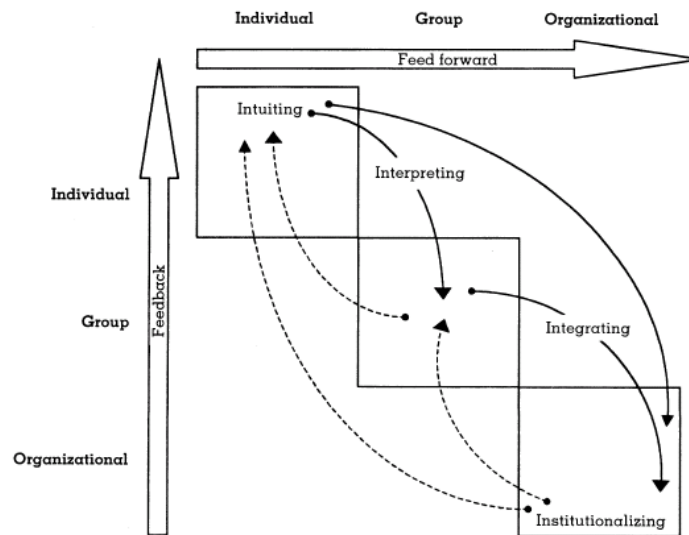 Individual Group Organizational
Feed forward
Intuiting
Interpreting
Individual
Feedback
Group
Integrating
Organizational
Institutionalizing